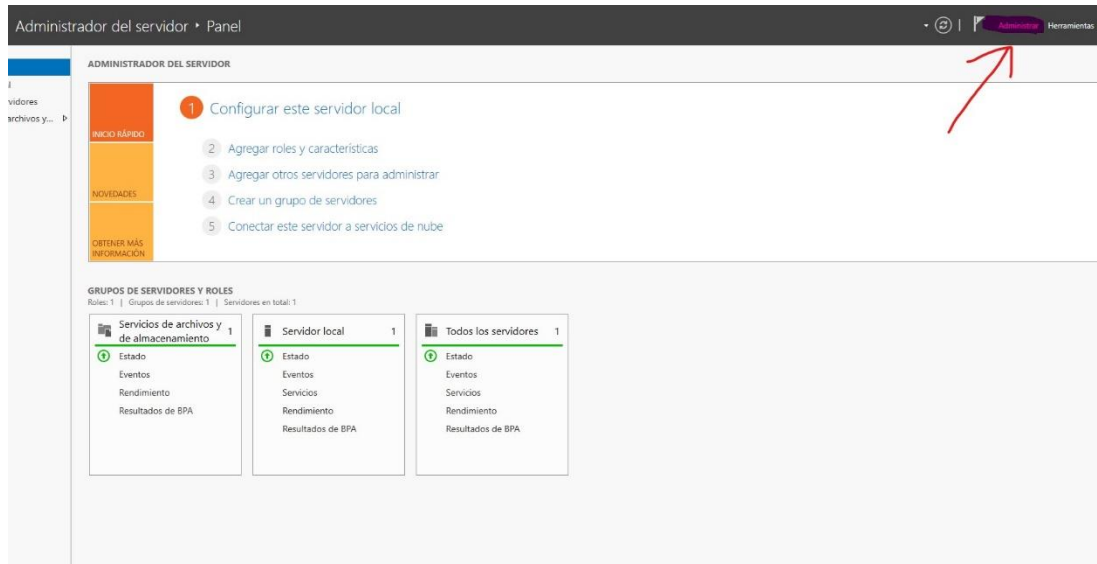 Administrador del servidor ‣ Panel
Administrar Herramientas
vidores
archivos y...
ADMINISTRADOR DEL SERVIDOR
INICIO RÁPIDO
NOVEDADES
OBTENER MÁS
INFORMACIÓN
1 Configurar este servidor local
2 Agregar roles y características
3 Agregar otros servidores para administrar
4 Crear un grupo de servidores
5 Conectar este servidor a servicios de nube
GRUPOS DE SERVIDORES Y ROLES
Roles: 1 | Grupos de servidores: 1 | Servidores en total: 1
Servicios de archivos y
de almacenamiento 1
Estado
Eventos
Rendimiento
Resultados de BPA
Servidor local 1
Estado
Eventos
Servicios
Rendimiento
Resultados de BPA
Todos los servidores 1
Estado
Eventos
Servicios
Rendimiento
Resultados de BPA